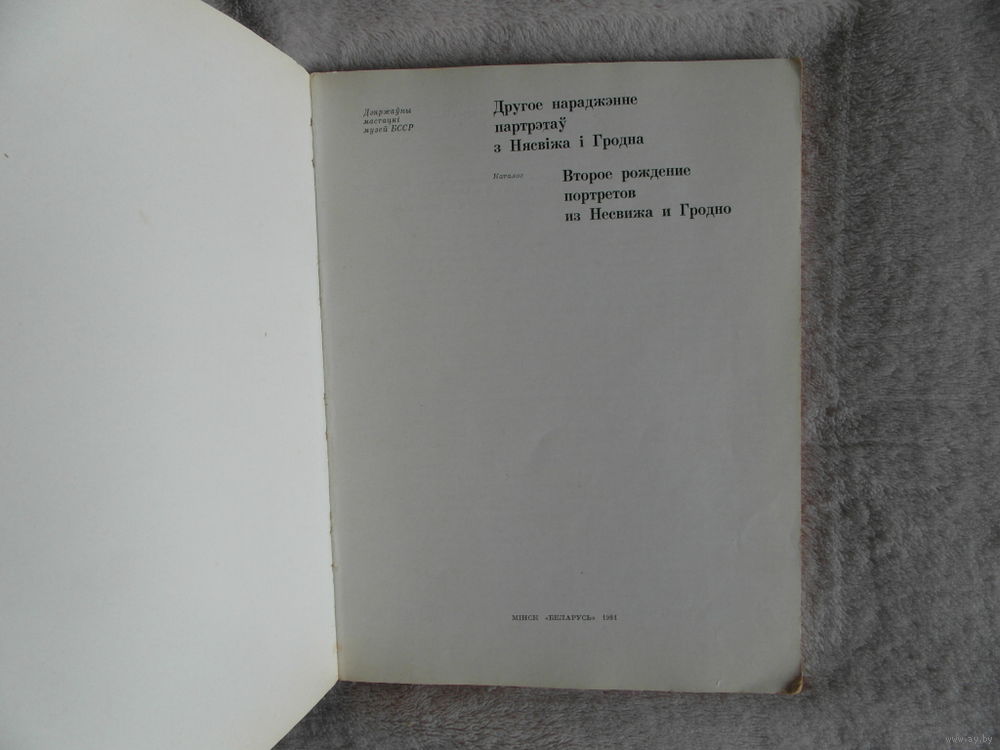 Дзяржаўны
мастацкі
музей БССР
Другое нараджэнне
партрэтаў
з Нясвіжа і Гродна
Каталог
Второе рождение
портретов
из Несвижа и Гродно
МІНСК «БЕЛАРУСЬ» 1981
www.ay.by